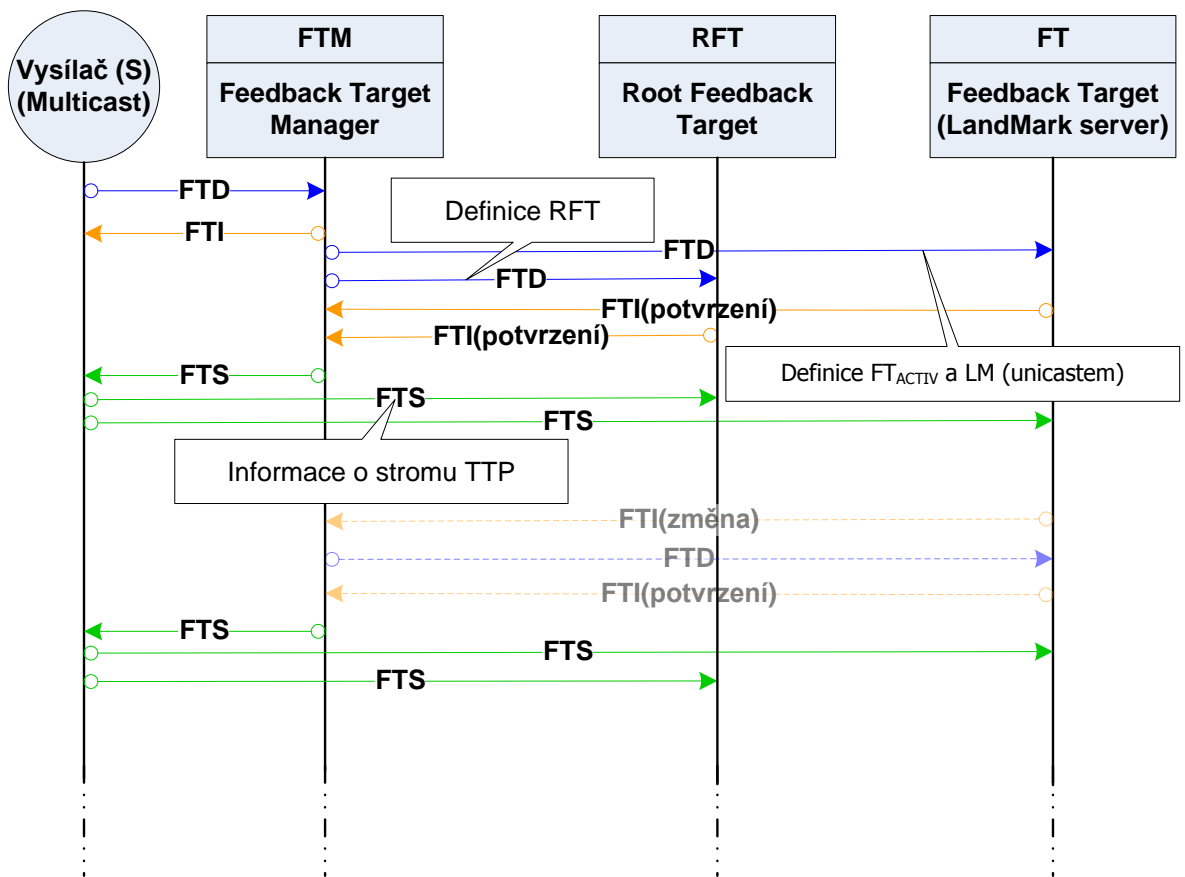 Vysílač (S)
(Multicast)
FTM
Feedback Target
Manager
RFT
Root Feedback
Target
FT
Feedback Target
(LandMark server)
FTD
Definice RFT
FTI
FTD
FTD
FTI(potvrzení)
FTI(potvrzení)
Definice FTACTIV a LM (unicastem)
FTS
FTS
FTS
Informace o stromu TTP
FTI(změna)
FTD
FTI(potvrzení)
FTS
FTS
FTS